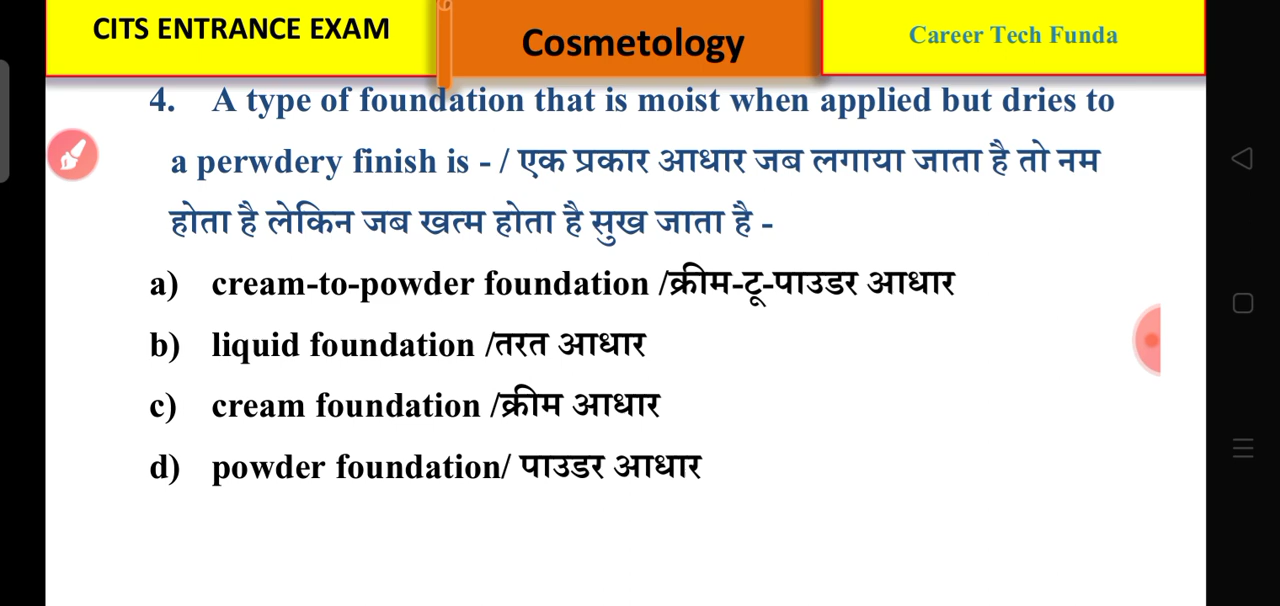 CITS ENTRANCE EXAM
Cosmetology
Career Tech Funda
4. A type of foundation that is moist when applied but dries to
a perwdery finish is - / एक प्रकार आधार जब लगाया जाता है तो नम
होता है लेकिन जब खत्म होता है सुख जाता है -
a) cream-to-powder foundation /क्रीम-टू-पाउडर आधार
b) liquid foundation /तरत आधार
c) cream foundation /क्रीम आधार
d) powder foundation/ पाउडर आधार